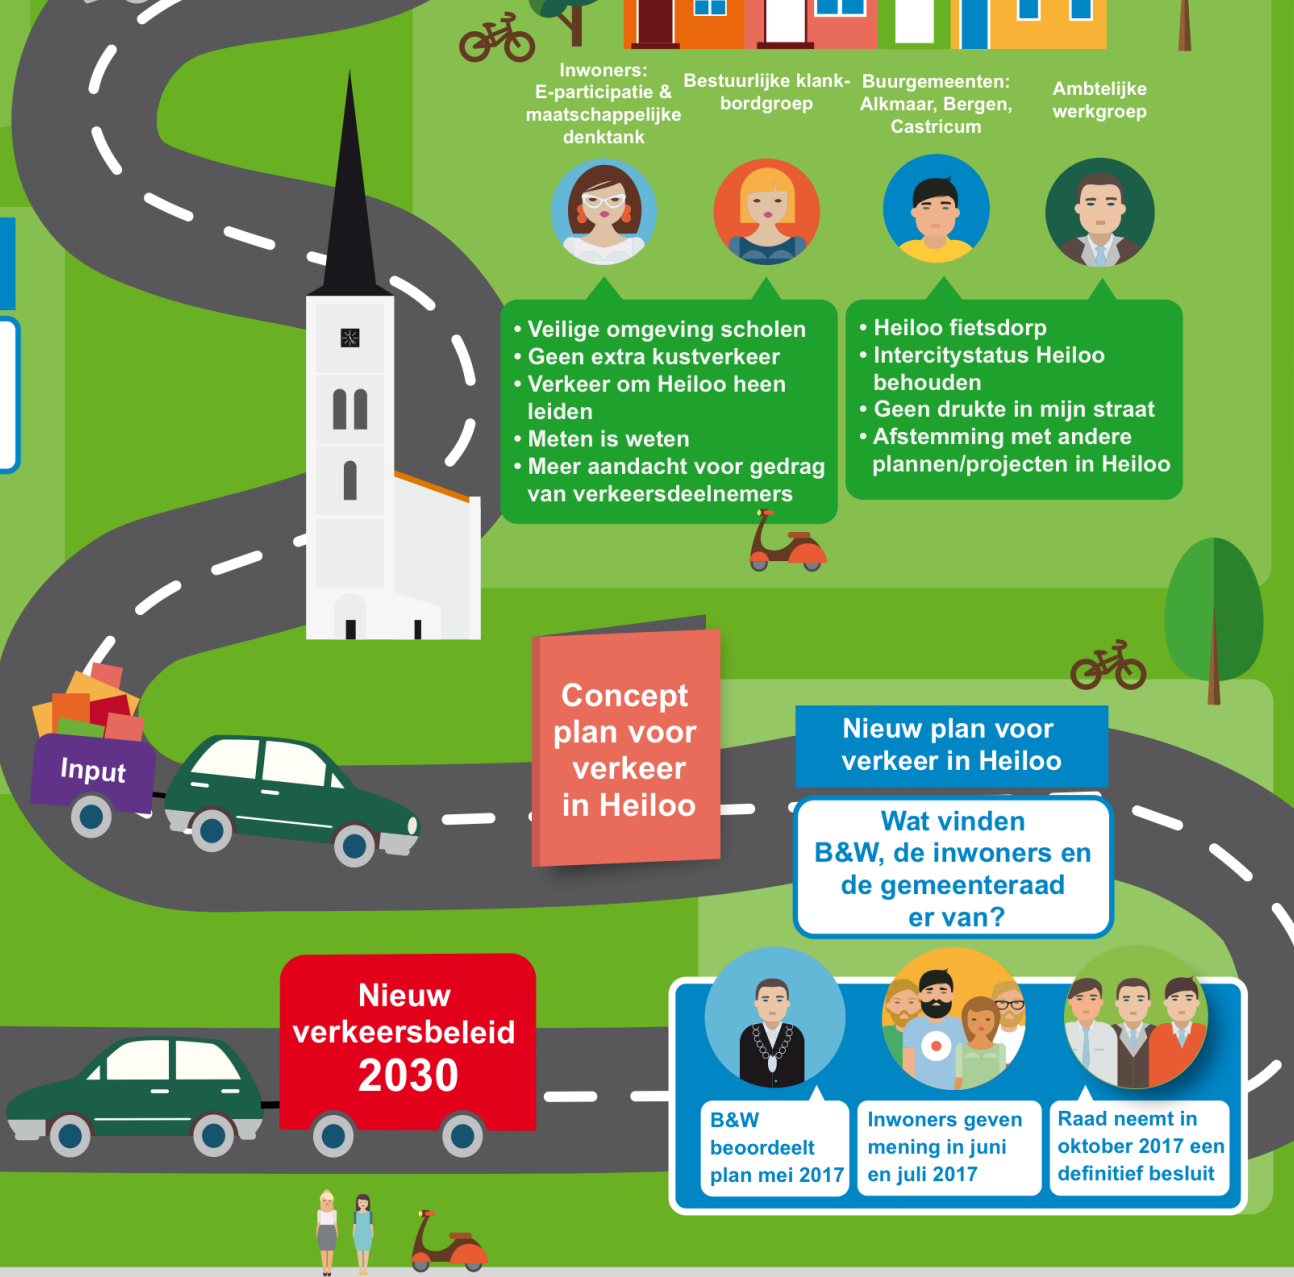 Inwoners:
E-participatie &
maatschappelijke
denktank
Bestuurlijke klank-
bordgroep
Buurgemeenten:
Alkmaar, Bergen,
Castricum
Ambtelijke
werkgroep
• Veilige omgeving scholen
• Geen extra kustverkeer
• Verkeer om Heiloo heen
leiden
• Meten is weten
• Meer aandacht voor gedrag
van verkeersdeelnemers
• Heiloo fietsdorp
• Intercitystatus Heiloo
behouden
• Geen drukte in mijn straat
• Afstemming met andere
plannen/projecten in Heiloo
Input
Concept
plan voor
verkeer
in Heiloo
Nieuw plan voor
verkeer in Heiloo
Wat vinden
B&W, de inwoners en
de gemeenteraad
er van?
Nieuw
verkeersbeleid
2030
B&W
beoordeelt
plan mei 2017
Inwoners geven
mening in juni
en juli 2017
Raad neemt in
oktober 2017 een
definitief besluit